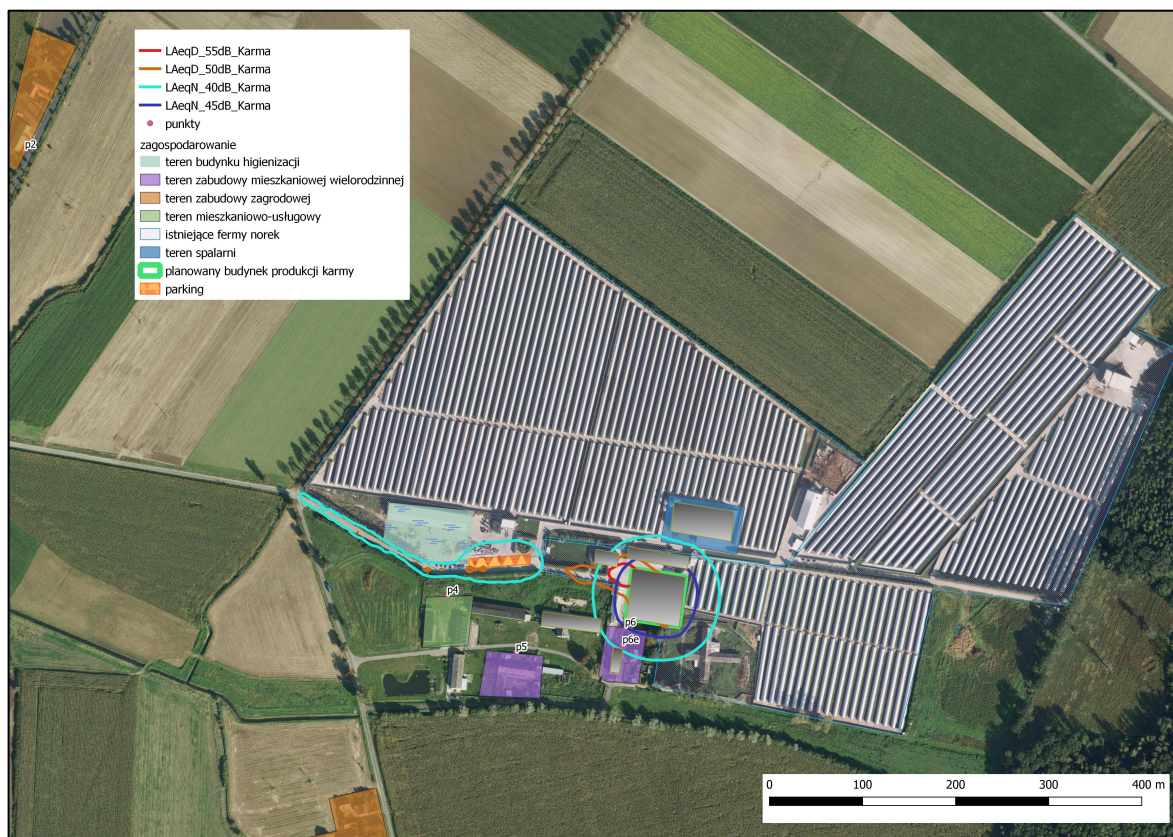 LAeqD_55dB_Karma
LAeqD_50dB_Karma
LAeqN_40dB_Karma
LAeqN_45dB_Karma
punkty
zagospodarowanie
teren budynku higienizacji
teren zabudowy mieszkaniowej wielorodzinnej
teren zabudowy zagrodowej
teren mieszkaniowo-usługowy
istniejące fermy norek
teren spalarni
planowany budynek produkcji karmy
parking
p2
p4
p6
p6e
p5
0 100 200 300 400 m